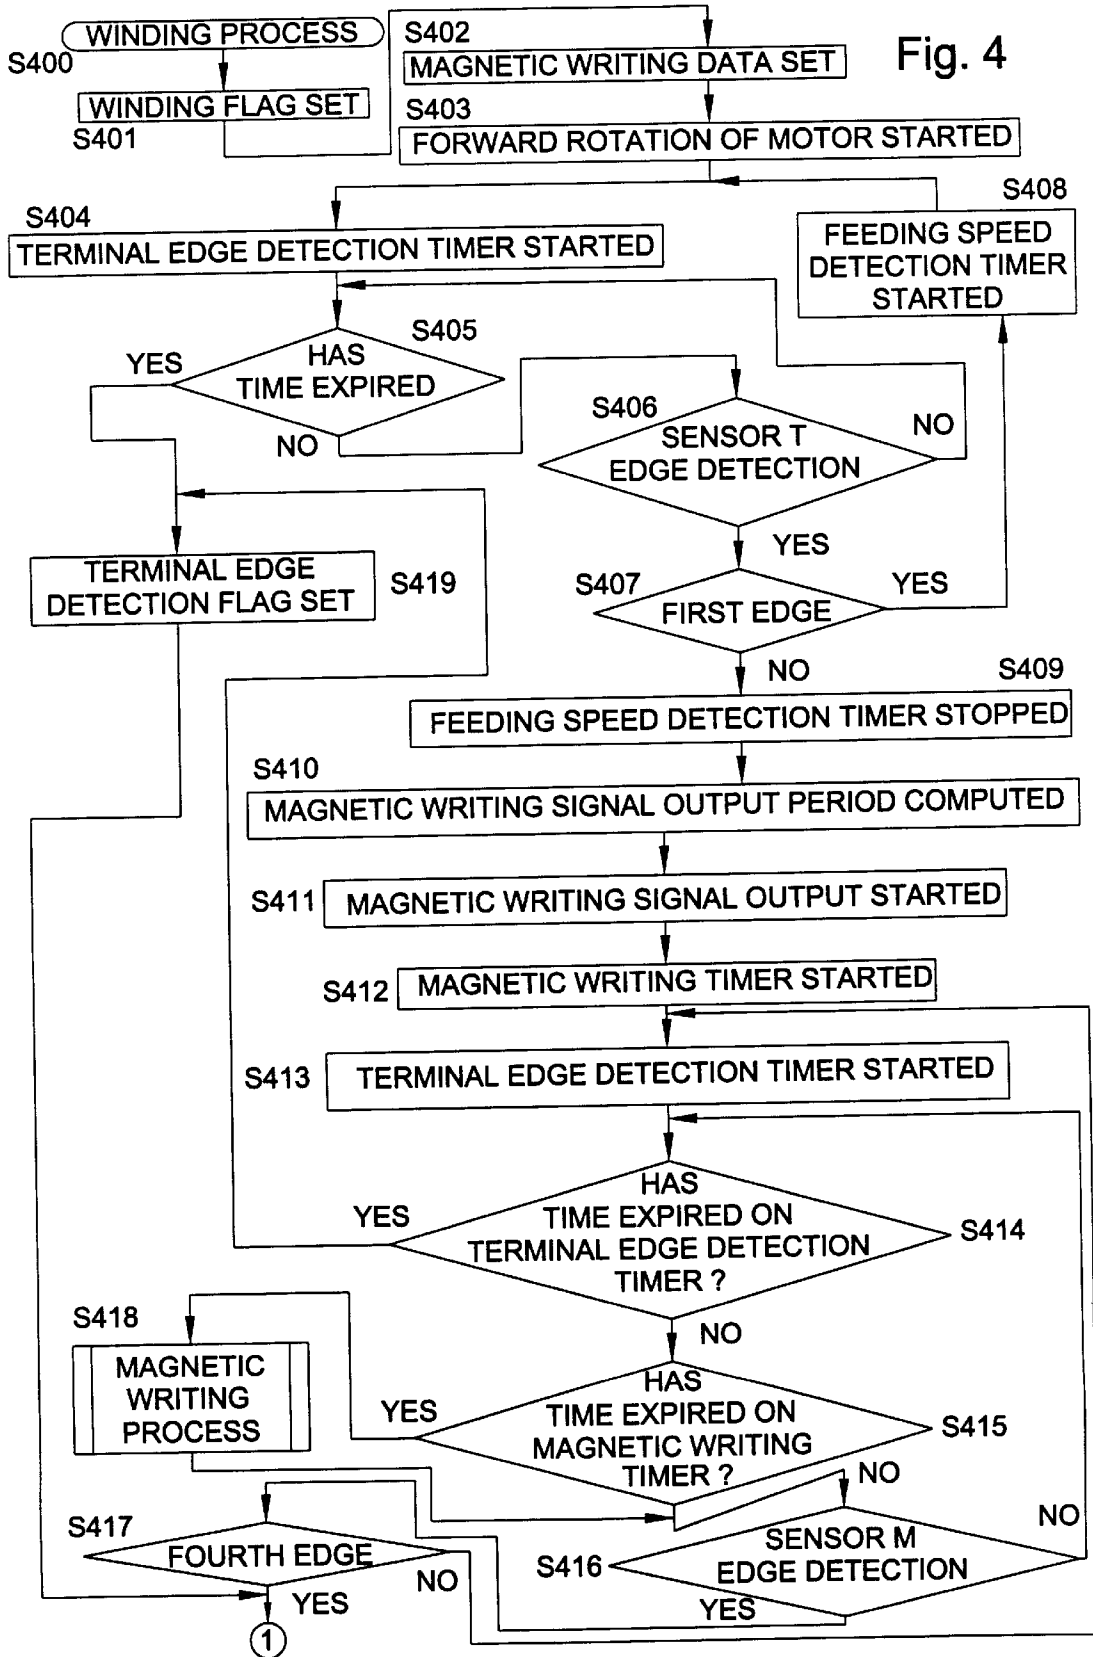 WINDING PROCESS
S400
WINDING FLAG SET
S401
S402
MAGNETIC WRITING DATA SET
Fig. 4
S403
FORWARD ROTATION OF MOTOR STARTED
S404
TERMINAL EDGE DETECTION TIMER STARTED
S408
FEEDING SPEED
DETECTION TIMER
STARTED
S405
YES
HAS
TIME EXPIRED
NO
S406
SENSOR T
EDGE DETECTION
NO
YES
TERMINAL EDGE
DETECTION FLAG SET
S419
S407
FIRST EDGE
YES
NO
S409
FEEDING SPEED DETECTION TIMER STOPPED
S410
MAGNETIC WRITING SIGNAL OUTPUT PERIOD COMPUTED
S411
MAGNETIC WRITING SIGNAL OUTPUT STARTED
S412
MAGNETIC WRITING TIMER STARTED
S413
TERMINAL EDGE DETECTION TIMER STARTED
YES
HAS
TIME EXPIRED ON
TERMINAL EDGE DETECTION
TIMER ?
S414
NO
S418
MAGNETIC
WRITING
PROCESS
YES
HAS
TIME EXPIRED ON
MAGNETIC WRITING
TIMER ?
S415
NO
S417
FOURTH EDGE
NO
YES
S416
SENSOR M
EDGE DETECTION
NO
YES
1